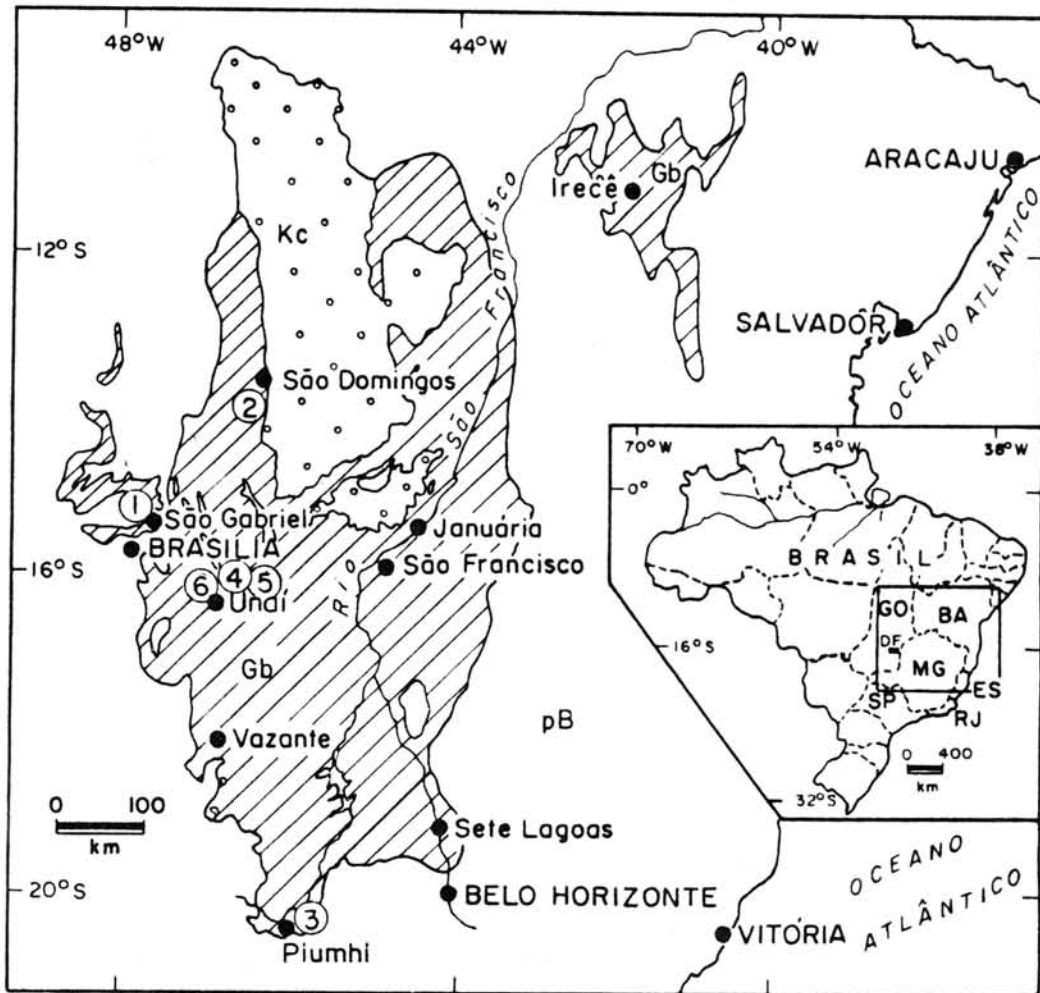 48°W
44°W
40°W
ARACAJU
Irecê
Gb
Kc
12°S
Rio São Francisco
SALVADÔR
OCEANO ATLÂNTICO
São Domingos
2
1
São Gabriel
BRASÍLIA
Januária
São Francisco
16°S
6
4
5
Unaí
Gb
pB
Vazante
0 100
km
Sete Lagoas
20°S
BELO HORIZONTE
3
Piumhi
VITÓRIA
OCEANO
ATLÂNTICO
70°W
54°W
38°W
0°
BRASIL
GO
BA
DF
16°S
MG
ES
SP
RJ
0 400
km
32°S